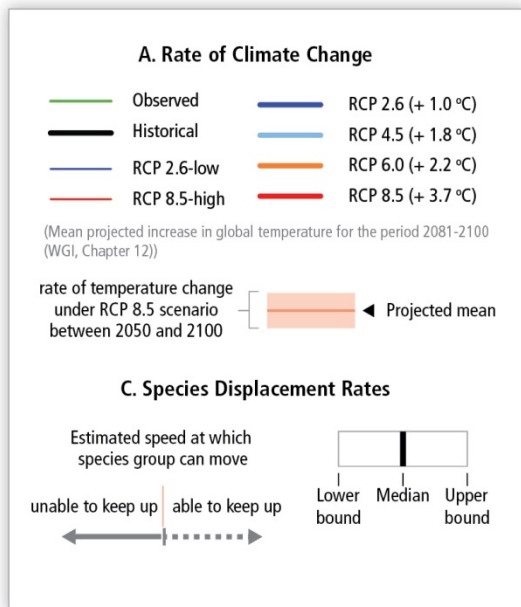 A. Rate of Climate Change
Observed
Historical
RCP 2.6-low
RCP 8.5-high
RCP 2.6 (+ 1.0 ºC)
RCP 4.5 (+ 1.8 ºC)
RCP 6.0 (+ 2.2 ºC)
RCP 8.5 (+ 3.7 ºC)
(Mean projected increase in global temperature for the period 2081-2100
(WGI, Chapter 12))
rate of temperature change
under RCP 8.5 scenario
between 2050 and 2100
Projected mean
C. Species Displacement Rates
Estimated speed at which
species group can move
unable to keep up
able to keep up
Lower
bound
Median
Upper
bound